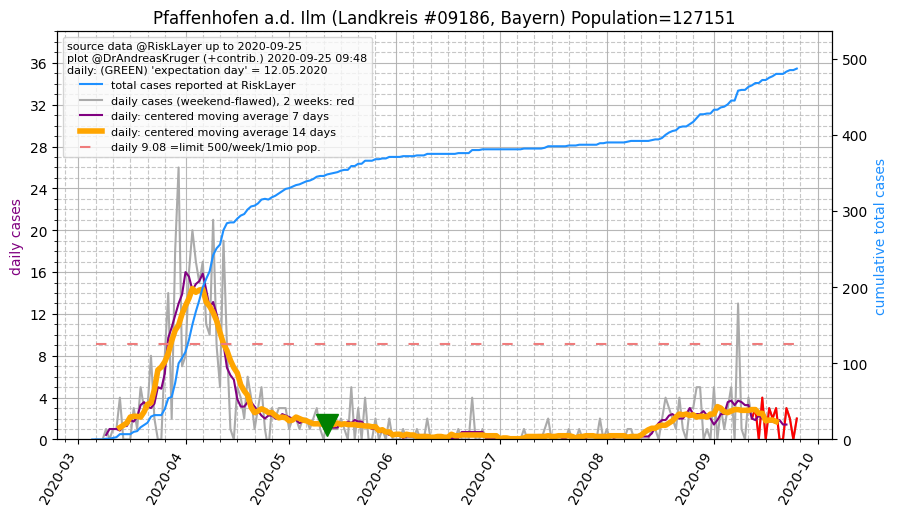 Pfaffenhofen a.d. Ilm (Landkreis #09186, Bayern) Population=127151
source data @RiskLayer up to 2020-09-25
plot @DrAndreasKruger (+contrib.) 2020-09-25 09:48
daily: (GREEN) 'expectation day' = 12.05.2020
total cases reported at RiskLayer
daily cases (weekend-flawed), 2 weeks: red
daily: centered moving average 7 days
daily: centered moving average 14 days
daily 9.08 =limit 500/week/1mio pop.
daily cases
36
32
28
24
20
16
12
8
4
0
cumulative total cases
500
400
300
200
100
0
2020-03
2020-04
2020-05
2020-06
2020-07
2020-08
2020-09
2020-10